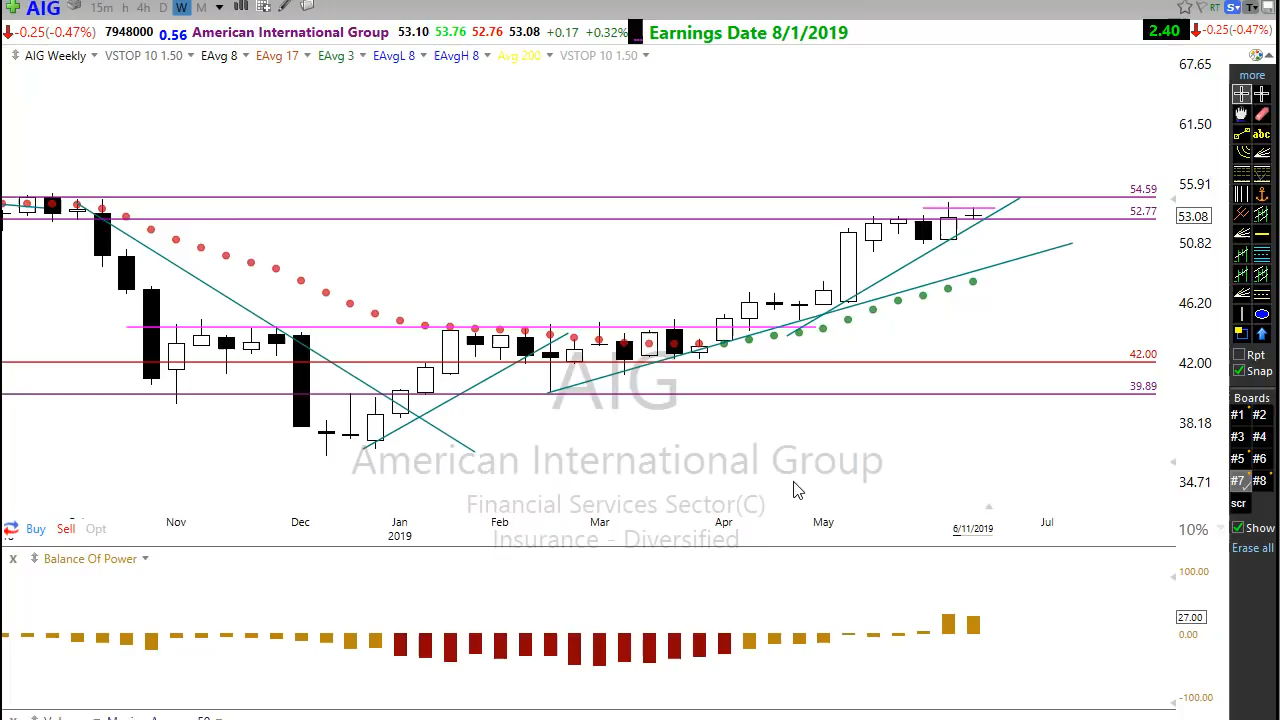 AIG 15m h 4h D W M RT S T
-0.25(-0.47%) 7948000 0.56 American International Group 53.10 53.76 52.76 53.08 +0.17 +0.32% ... Earnings Date 8/1/2019 2.40 -0.25(-0.47%)
AIG Weekly VSTOP 10 1.50 EAvg 8 EAvg 17 EAvg 3 EAvgL 8 EAvgH 8 Avg 200 VSTOP 10 1.50
67.65
more
61.50
abc
54.59
55.91
52.77
53.08
50.82
46.20
42.00
42.00
Rpt
Snap
39.89
AIG
Boards
#1 #2
38.18
#3 #4
American International Group
#5 #6
34.71
#7 #8
Financial Services Sector(C)
scr
Nov Dec Jan Feb Mar Apr May 6/11/2019 Jul
Buy Sell Opt
10%
Show
2019
Insurance - Diversified
Erase all
x Balance Of Power
100.00
27.00
0.00
-100.00